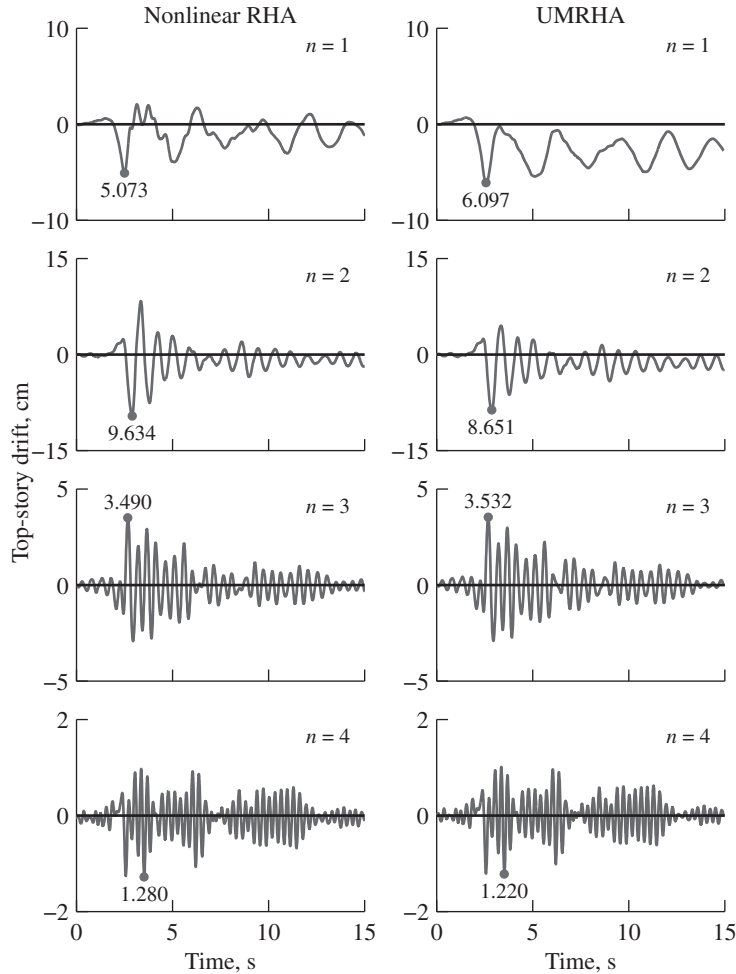 Nonlinear RHA UMRHA
10 n = 1 10 n = 1
0 0
5.073 6.097
−10 −10
15 n = 2 15 n = 2
0 0
9.634 8.651
−15 −15
Top-story drift, cm
5 3.490 n = 3 5 3.532 n = 3
0 0
−5 −5
2 n = 4 2 n = 4
0 0
1.280 1.220
−2 −2
0 5 10 15 0 5 10 15
Time, s Time, s